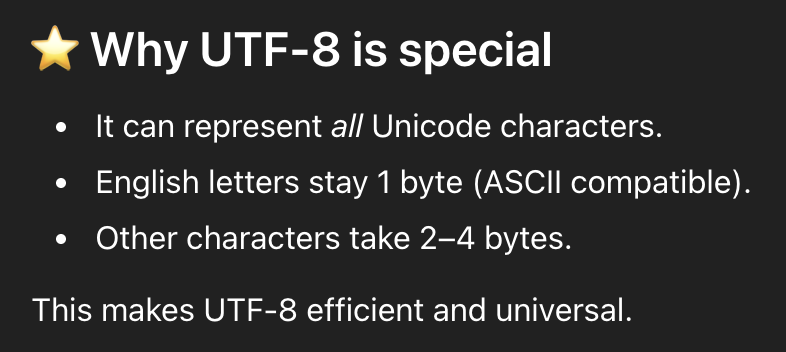 ⭐ Why UTF-8 is special
• It can represent all Unicode characters.
• English letters stay 1 byte (ASCII compatible).
• Other characters take 2–4 bytes.
This makes UTF-8 efficient and universal.